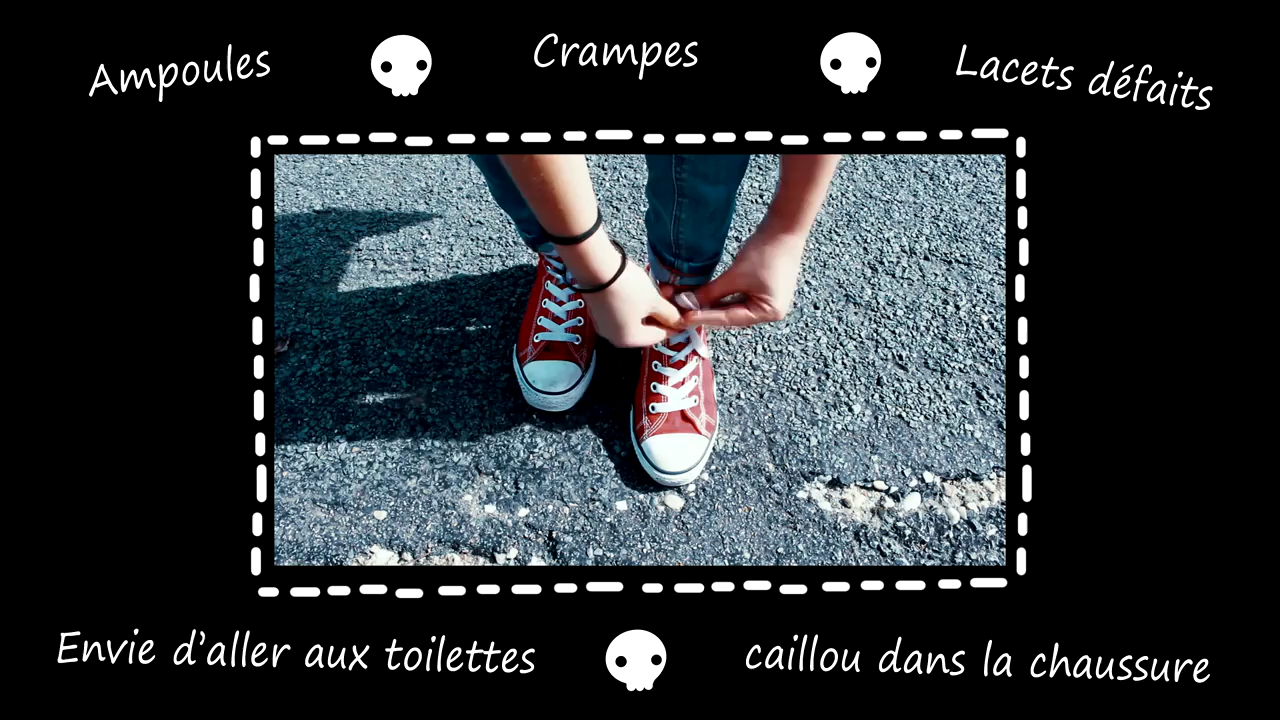 Ampoules
Crampes
Lacets défaits
Envie d'aller aux toilettes
caillou dans la chaussure